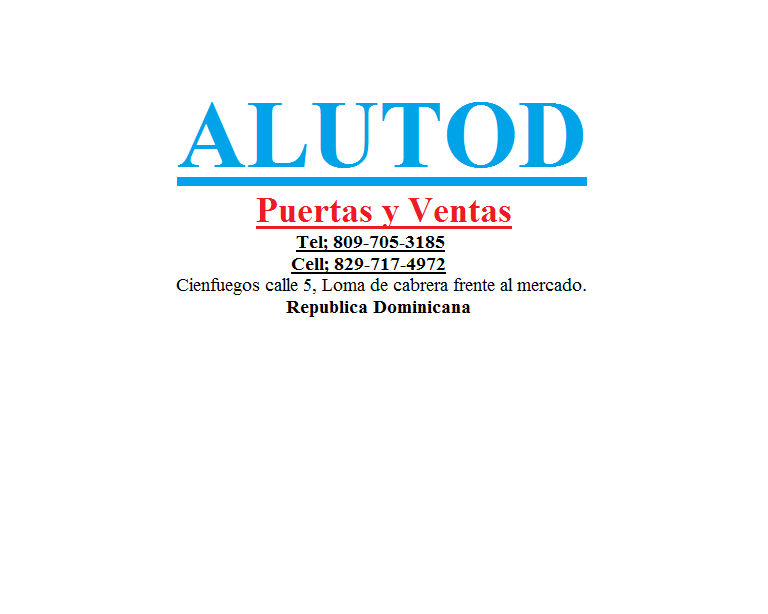 ALUTOD
Puertas y Ventas
Tel; 809-705-3185
Cell; 829-717-4972
Cienfuegos calle 5, Loma de cabrera frente al mercado.
Republica Dominicana